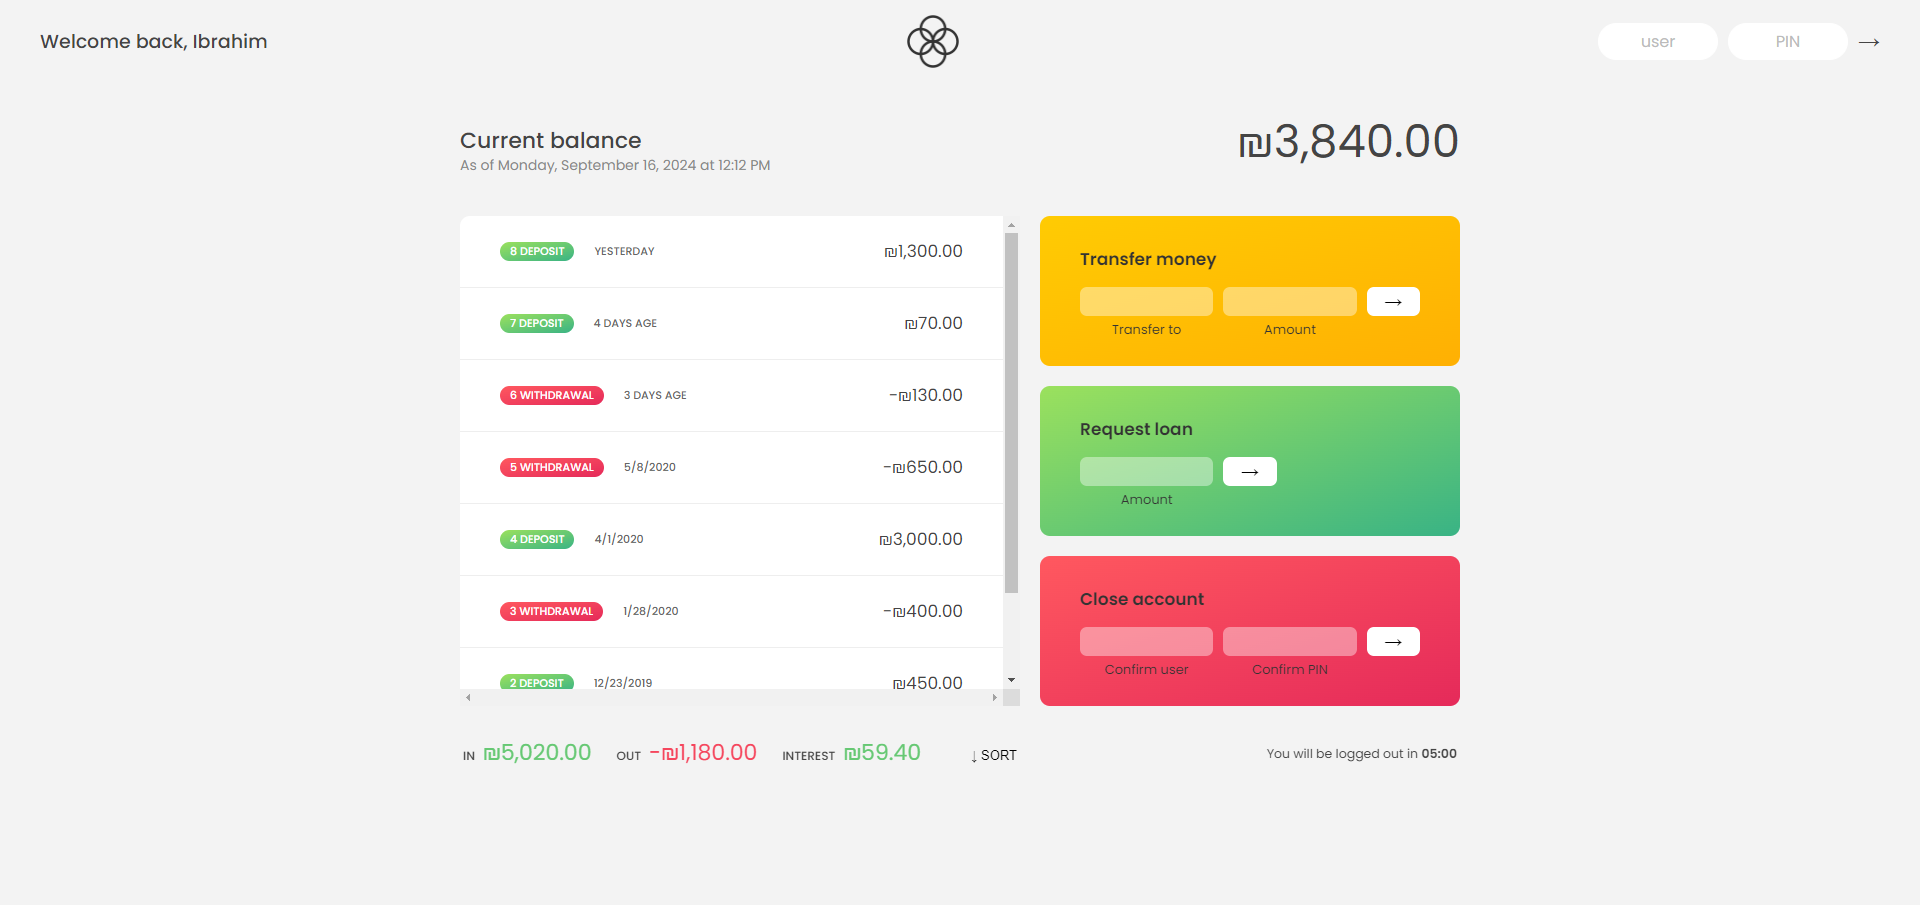 Welcome back, Ibrahim
user PIN →
Current balance
As of Monday, September 16, 2024 at 12:12 PM
₪3,840.00
8 DEPOSIT YESTERDAY ₪1,300.00
7 DEPOSIT 4 DAYS AGE ₪70.00
6 WITHDRAWAL 3 DAYS AGE -₪130.00
5 WITHDRAWAL 5/8/2020 -₪650.00
4 DEPOSIT 4/1/2020 ₪3,000.00
3 WITHDRAWAL 1/28/2020 -₪400.00
2 DEPOSIT 12/23/2019 ₪450.00
Transfer money
→
Transfer to Amount
Request loan
→
Amount
Close account
→
Confirm user Confirm PIN
IN ₪5,020.00 OUT -₪1,180.00 INTEREST ₪59.40 ↓ SORT
You will be logged out in 05:00